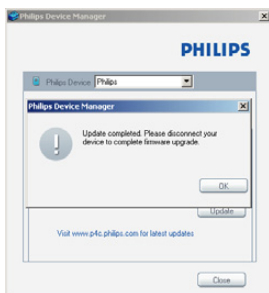 Philips Device Manager
PHILIPS
Philips Device Philips
Philips Device Manager
Update completed. Please disconnect your
device to complete firmware upgrade.
OK
Update
Visit www.p4c.philips.com for latest updates
Close